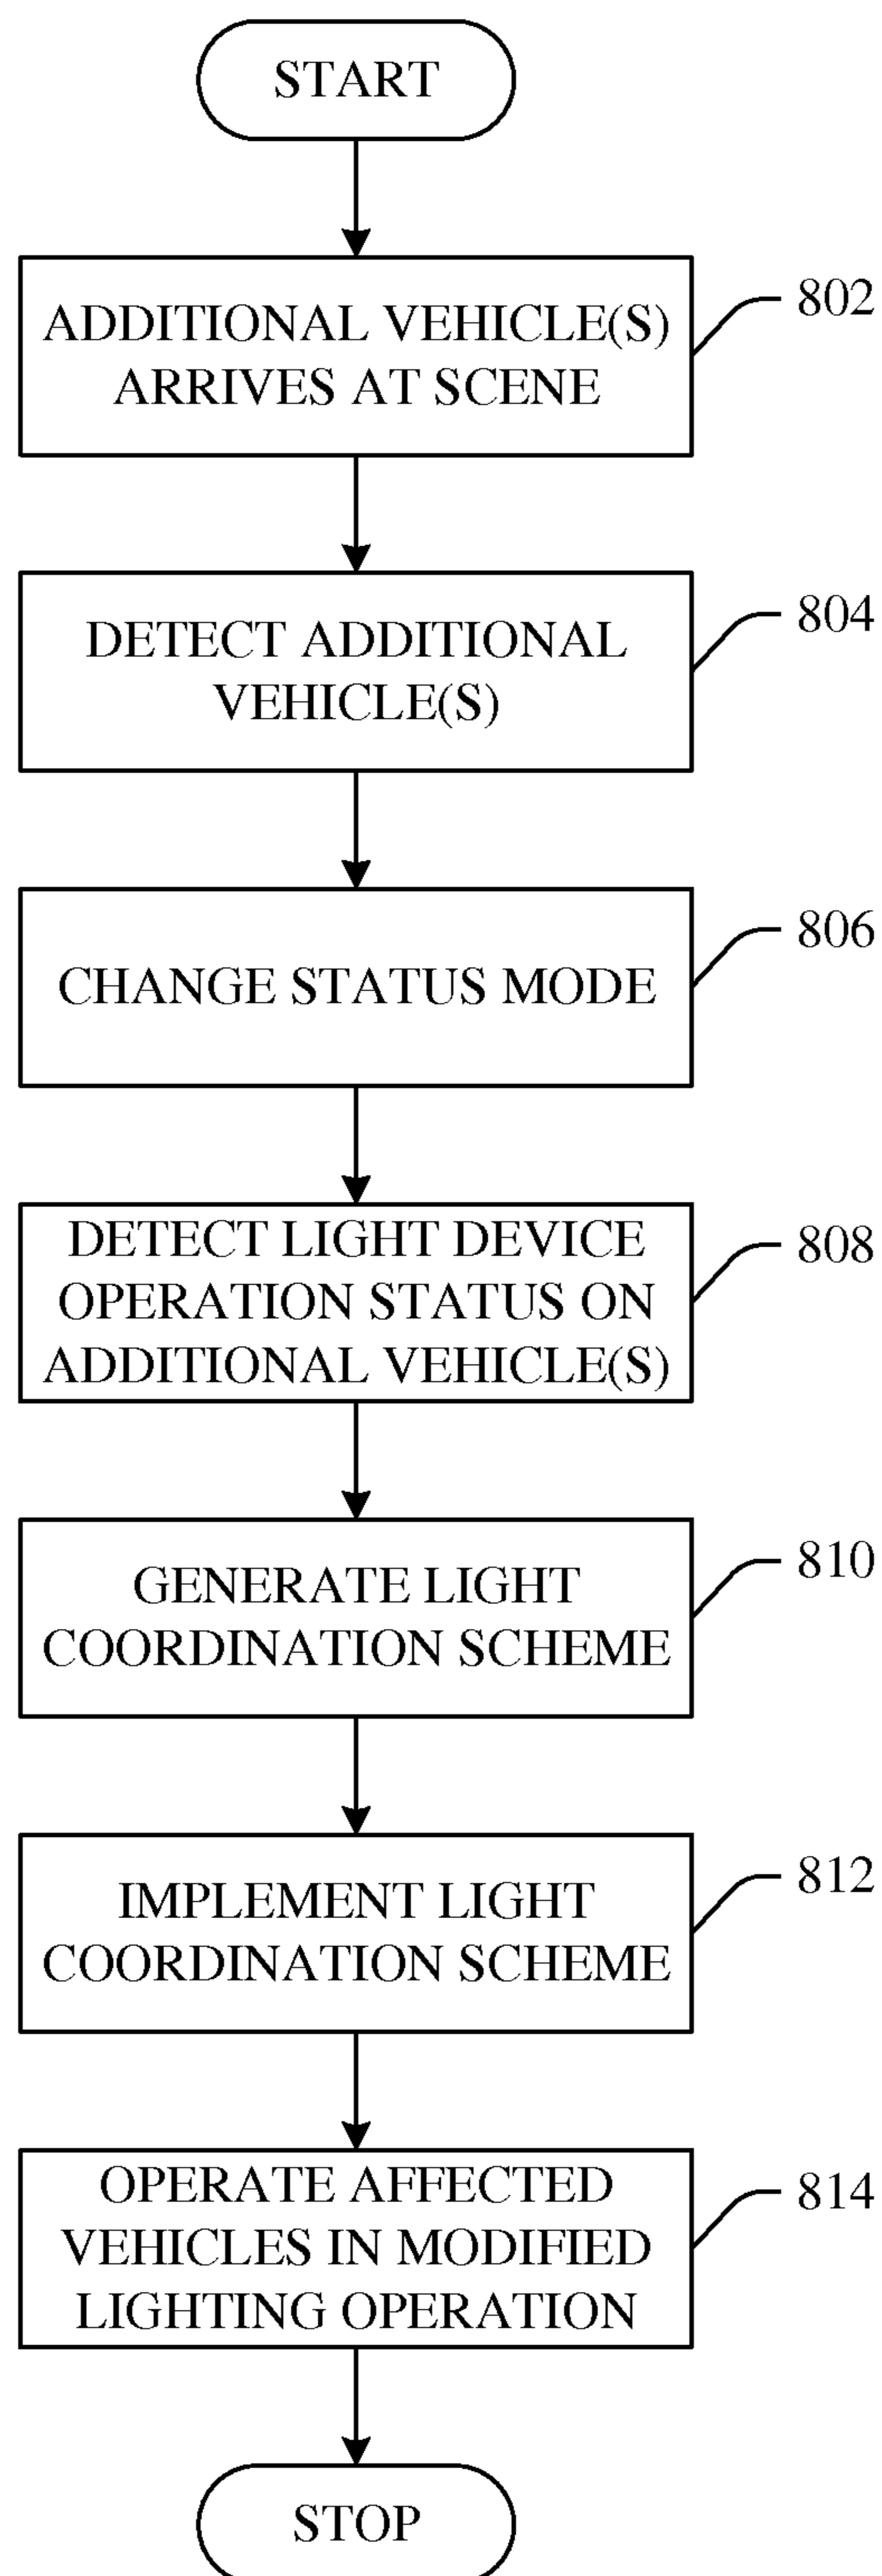 START
ADDITIONAL VEHICLE(S)
ARRIVES AT SCENE
802
DETECT ADDITIONAL
VEHICLE(S)
804
CHANGE STATUS MODE
806
DETECT LIGHT DEVICE
OPERATION STATUS ON
ADDITIONAL VEHICLE(S)
808
GENERATE LIGHT
COORDINATION SCHEME
810
IMPLEMENT LIGHT
COORDINATION SCHEME
812
OPERATE AFFECTED
VEHICLES IN MODIFIED
LIGHTING OPERATION
814
STOP